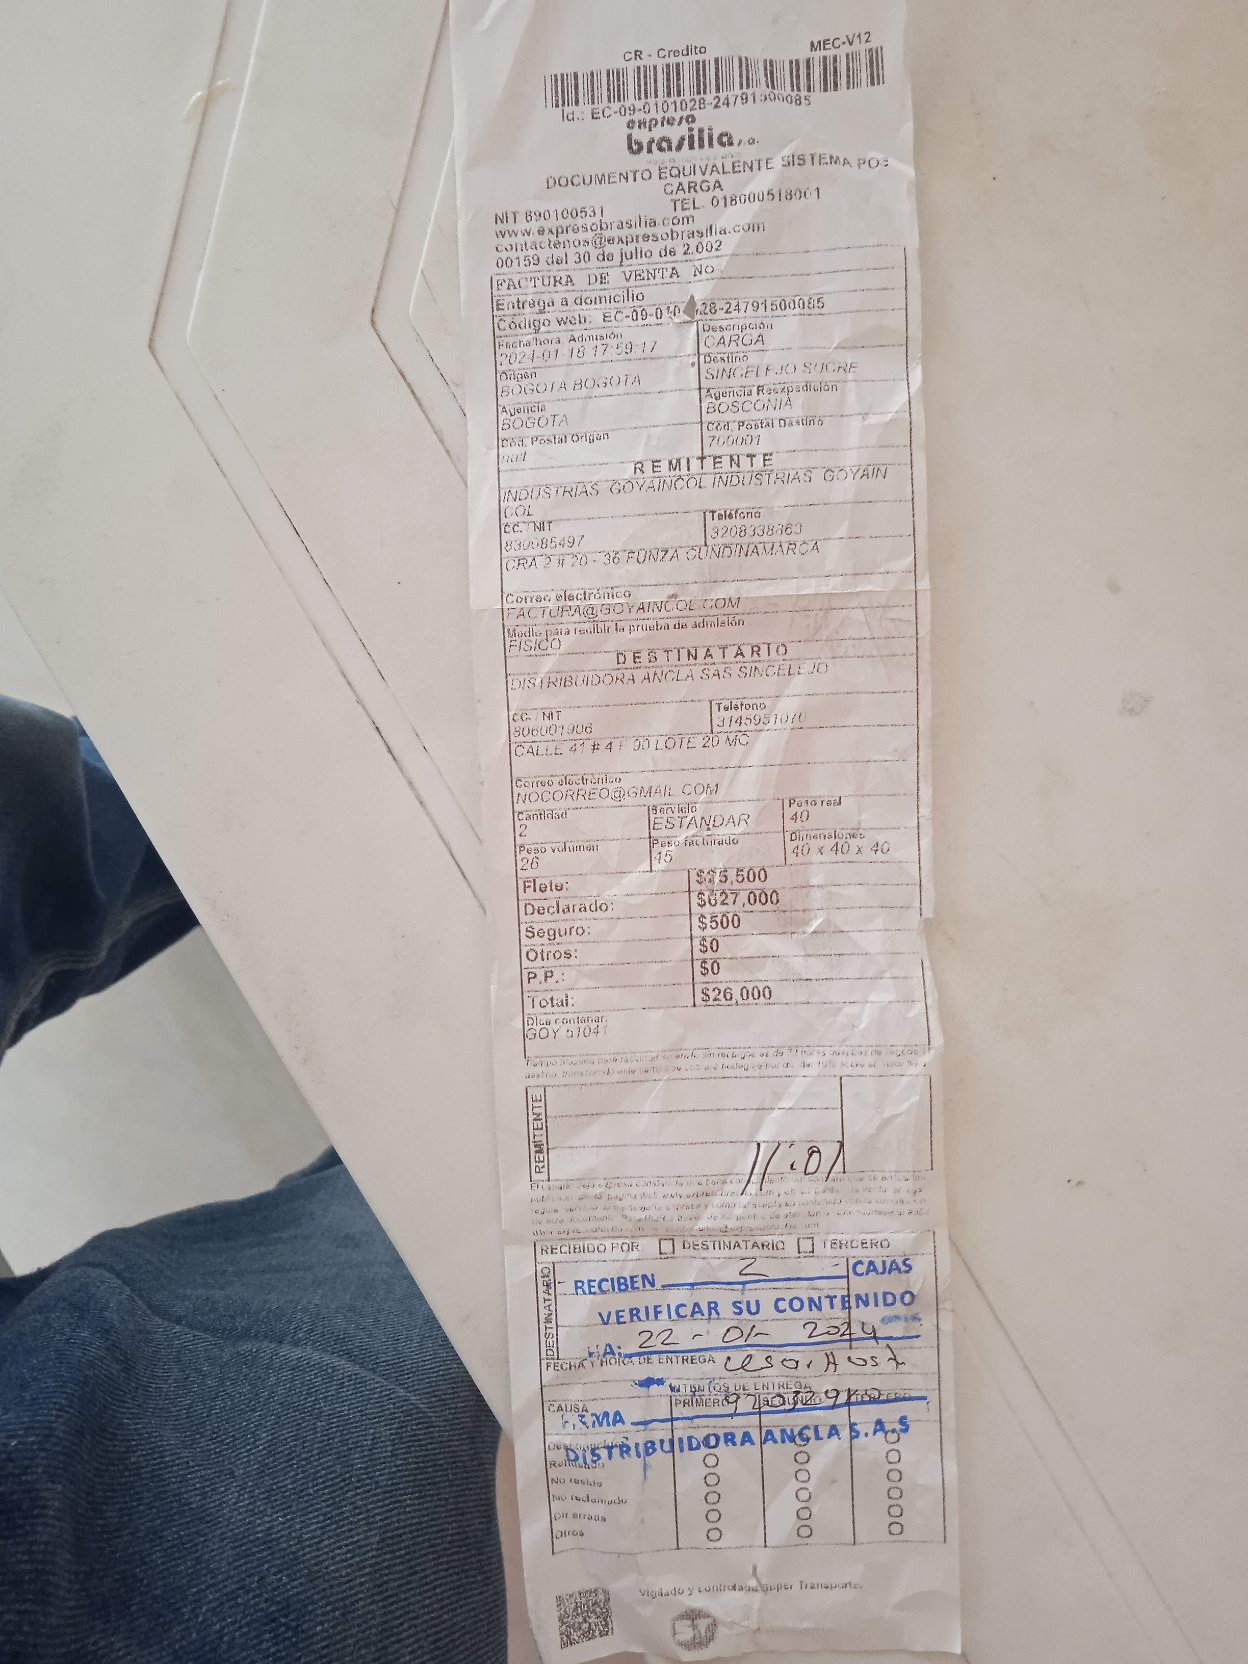 CR - Credito MEC-V12
Id.: EC-09-0101028-24791500085
expreso
brasilia s.a.
DOCUMENTO EQUIVALENTE SISTEMA POS
CARGA
NIT 890100531 TEL. 018000518001
www.expresobrasilia.com
contactenos@expresobrasilia.com
00159 del 30 de julio de 2.002
FACTURA DE VENTA No
Entrega a domicilio
Código web: EC-09-010 28-24791500085
Fecha/hora, Admisión Descripción
2024-01-18 17:59:17 CARGA
Origen Destino
BOGOTA BOGOTA SINCELEJO SUCRE
Agencia Agencia Reexpedición
BOGOTA BOSCONIA
Cód. Postal Origen Cód. Postal Destino
null 700001
REMITENTE
INDUSTRIAS GOYAINCOL INDUSTRIAS GOYAIN
COL
CC. / NIT Teléfono
830085497 3208338363
CRA 2 # 20 - 36 FUNZA CUNDINAMARCA
Correo electrónico
FACTURA@GOYAINCOL.COM
Medio para recibir la prueba de admisión
FISICO
DESTINATARIO
DISTRIBUIDORA ANCLA SAS SINCELEJO
CC. / NIT Teléfono
806001906 3145951070
CALLE 41 # 4 F 00 LOTE 20 MC
Correo electrónico
NOCORREO@GMAIL.COM
Cantidad Servicio Peso real
2 ESTANDAR 40
Peso volumen Peso facturado Dimensiones
26 45 40 x 40 x 40
Flete: $25,500
Declarado: $627,000
Seguro: $500
Otros: $0
P.P.: $0
Total: $26,000
Dice contener:
GOY 51041
REMITENTE
11:01
RECIBIDO POR: DESTINATARIO TERCERO
DESTINATARIO
RECIBEN 2 CAJAS
VERIFICAR SU CONTENIDO
HA: 22 - 01- 2024
FECHA Y HORA DE ENTREGA
INTENTOS DE ENTREGA
CAUSA PRIMERO SEGUNDO TERCERO
FIRMA
DISTRIBUIDORA ANCLA S.A.S
Rehusado
No reside
No reclamado
Dir errada
Otros
Vigilado y controlado Super Transporte.